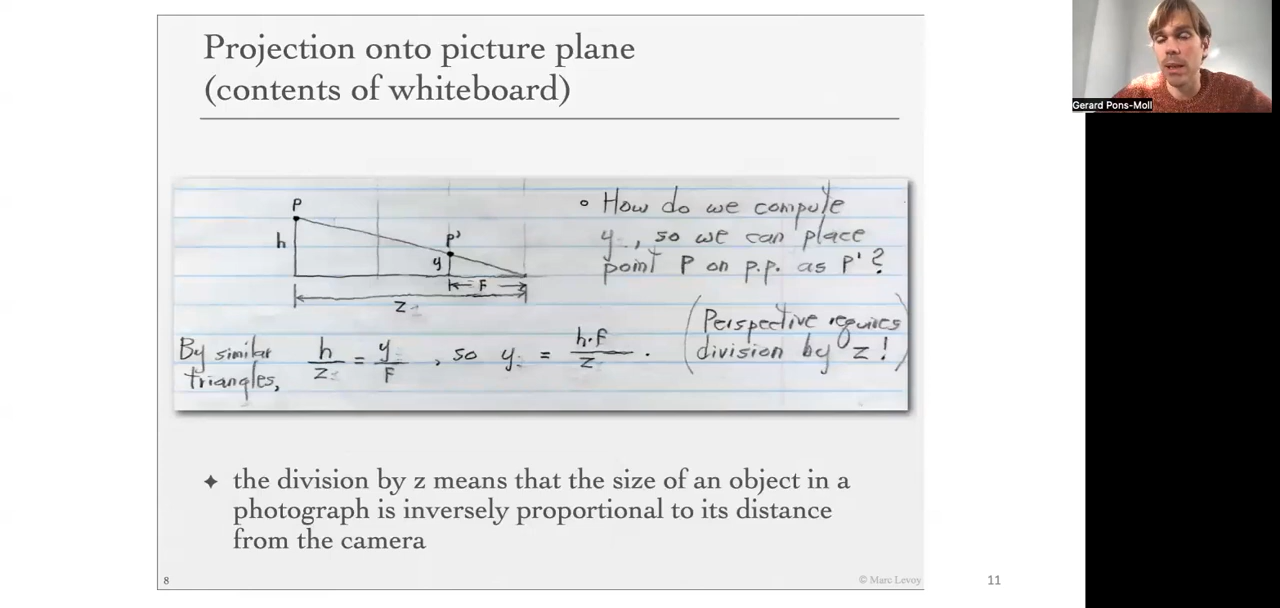 Projection onto picture plane
(contents of whiteboard)
Gerard Pons-Moll
P
h
P'
y
F
z
• How do we compute
y, so we can place
point P on p.p. as P'?
By similar
triangles,
h/z = y/F , so y = h·F/z .
(Perspective requires
division by z!)
✦ the division by z means that the size of an object in a
photograph is inversely proportional to its distance
from the camera
8
© Marc Levoy
11